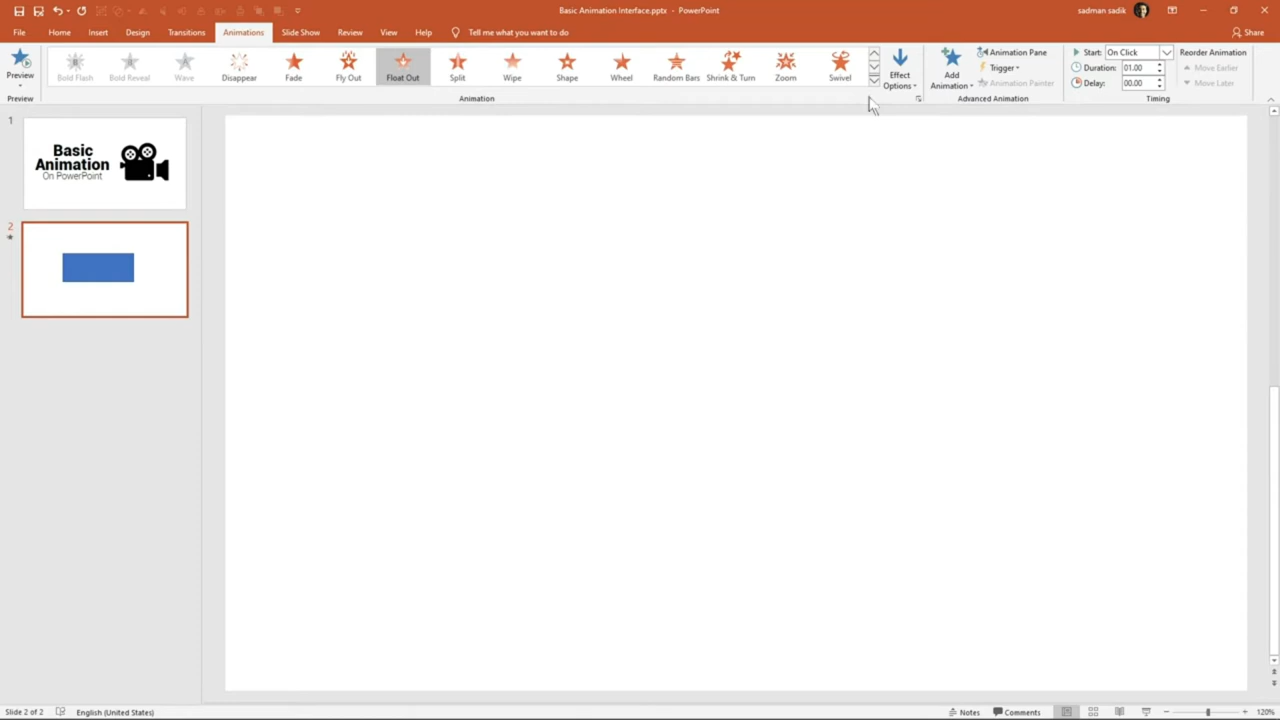 Basic Animation Interface.pptx - PowerPoint
sadman sadik
File Home Insert Design Transitions Animations Slide Show Review View Help Tell me what you want to do
Share
Preview
Preview
Bold Flash Bold Reveal Wave Disappear Fade Fly Out Float Out Split Wipe Shape Wheel Random Bars Shrink & Turn Zoom Swivel
Animation
Effect
Options
Add
Animation
Animation Pane
Trigger
Animation Painter
Advanced Animation
Start: On Click
Duration: 01.00
Delay: 00.00
Timing
Reorder Animation
Move Earlier
Move Later
1
Basic
Animation
On PowerPoint
2
Slide 2 of 2 English (United States)
Notes Comments 120%